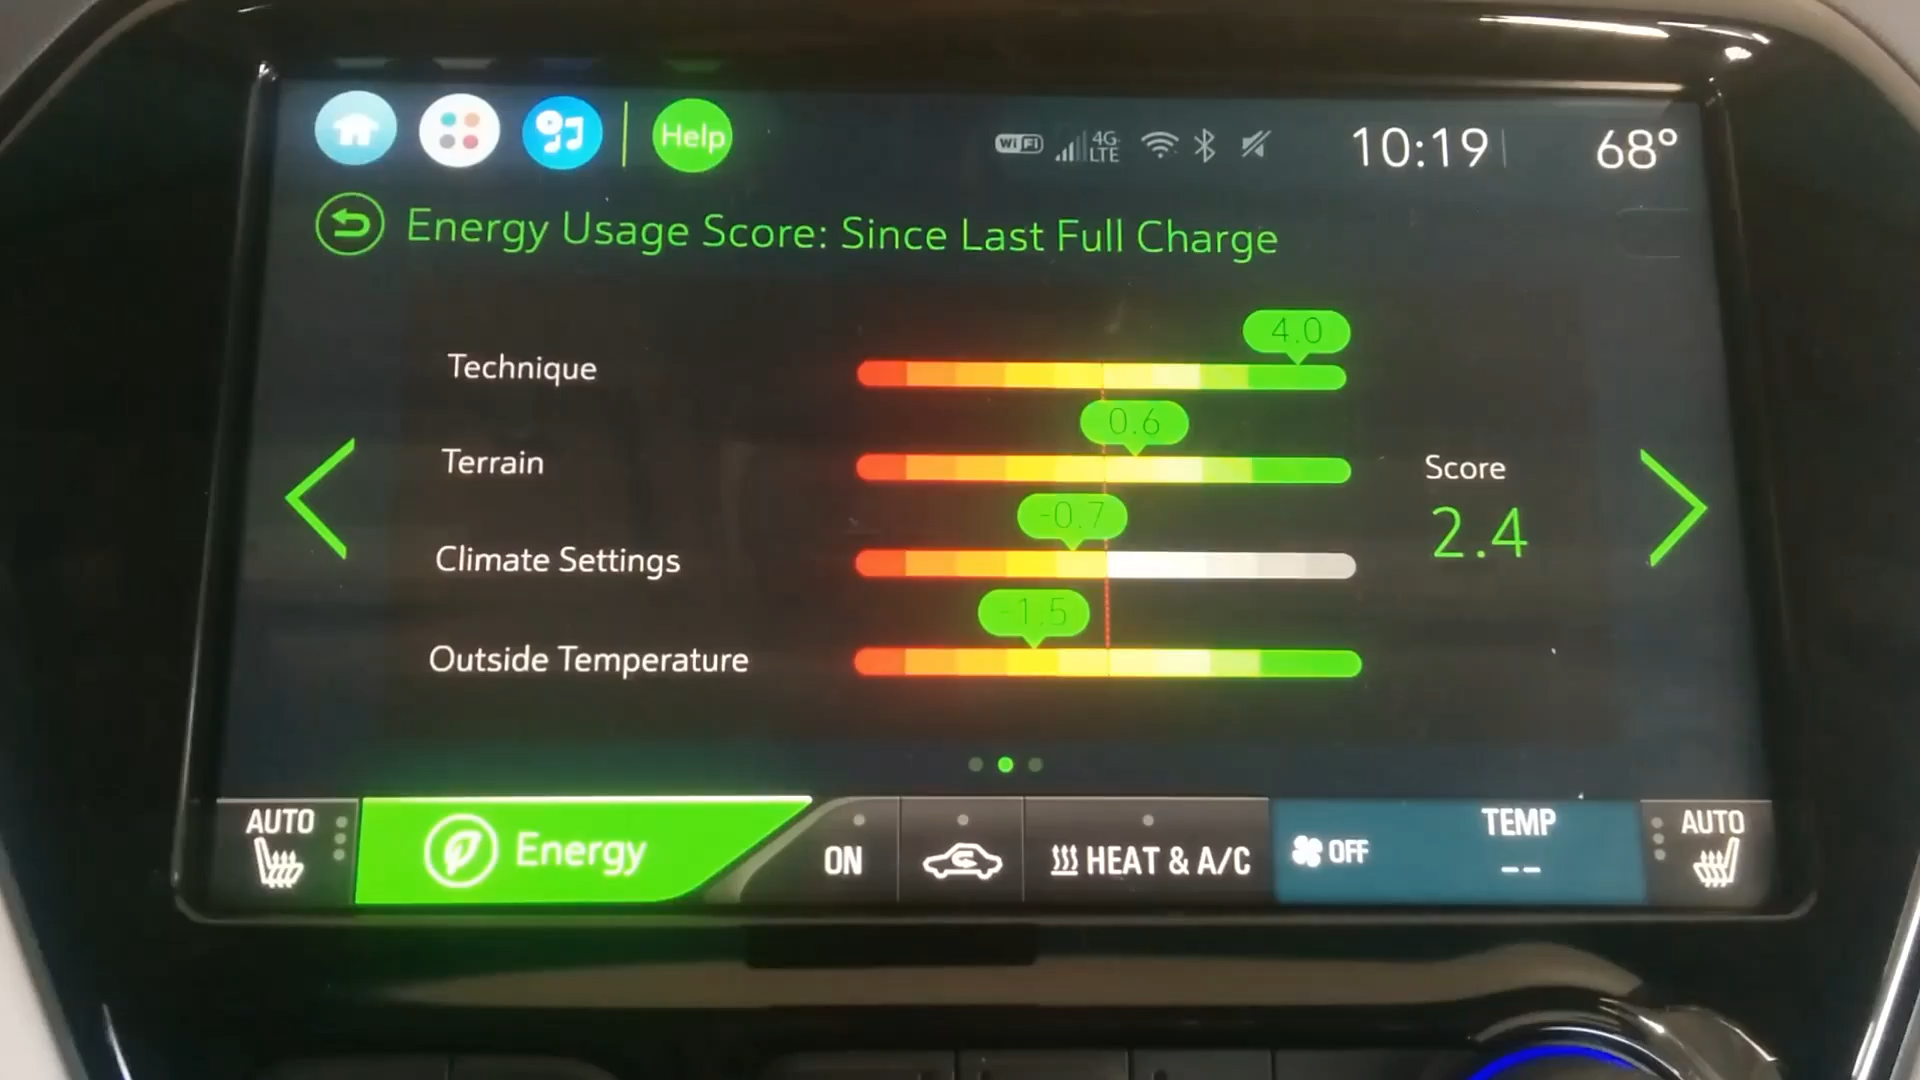 Help
WiFi
4G LTE
10:19
68°
Energy Usage Score: Since Last Full Charge
4.0
Technique
0.6
Terrain
Score
-0.7
2.4
Climate Settings
-1.5
Outside Temperature
AUTO
Energy
ON
HEAT & A/C
OFF
TEMP
--
AUTO